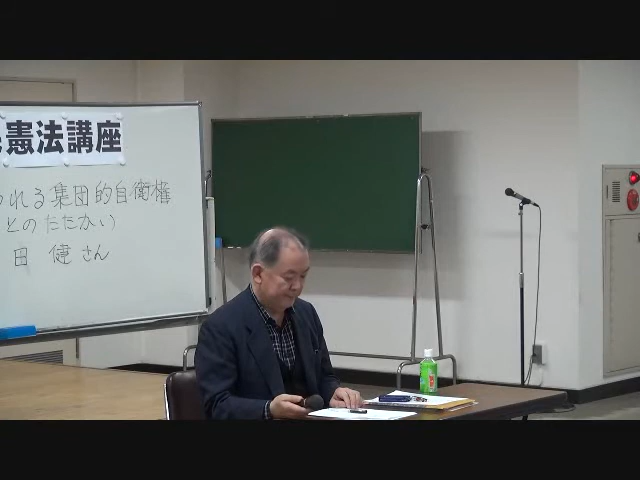 憲法講座
われる集団的自衛権
とのたたかい
田 健さん